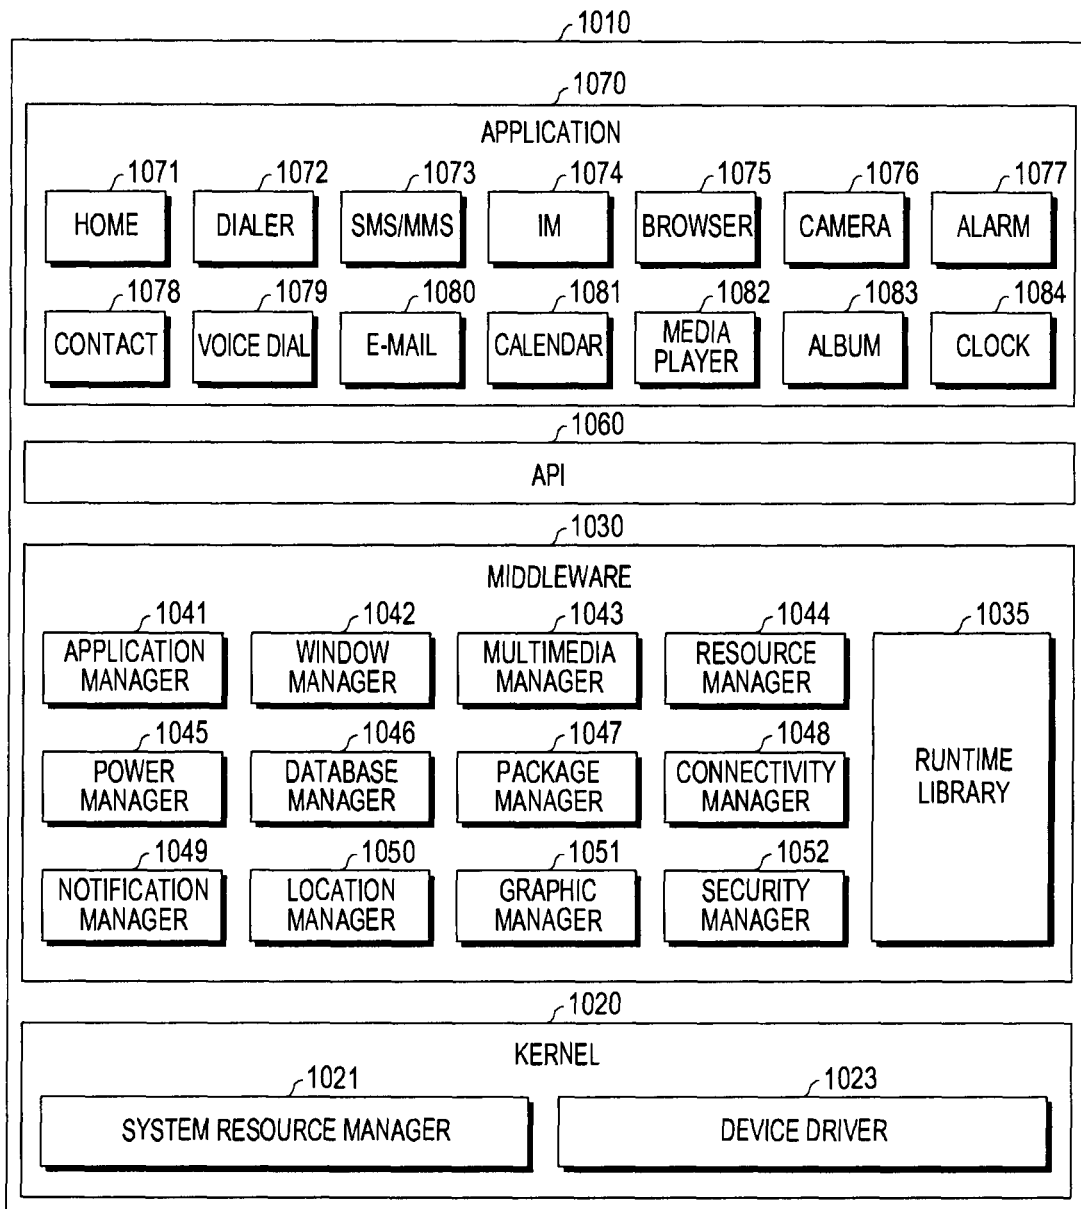 1010
1070
APPLICATION
1071 1072 1073 1074 1075 1076 1077
HOME DIALER SMS/MMS IM BROWSER CAMERA ALARM
1078 1079 1080 1081 1082 1083 1084
CONTACT VOICE DIAL E-MAIL CALENDAR MEDIA PLAYER ALBUM CLOCK
1060
API
1030
MIDDLEWARE
1041 1042 1043 1044 1035
APPLICATION MANAGER WINDOW MANAGER MULTIMEDIA MANAGER RESOURCE MANAGER
1045 1046 1047 1048
POWER MANAGER DATABASE MANAGER PACKAGE MANAGER CONNECTIVITY MANAGER RUNTIME LIBRARY
1049 1050 1051 1052
NOTIFICATION MANAGER LOCATION MANAGER GRAPHIC MANAGER SECURITY MANAGER
1020
KERNEL
1021 1023
SYSTEM RESOURCE MANAGER DEVICE DRIVER